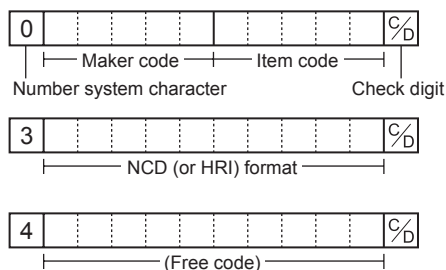 0 C/D
Maker code Item code
Number system character Check digit
3 C/D
NCD (or HRI) format
4 C/D
(Free code)